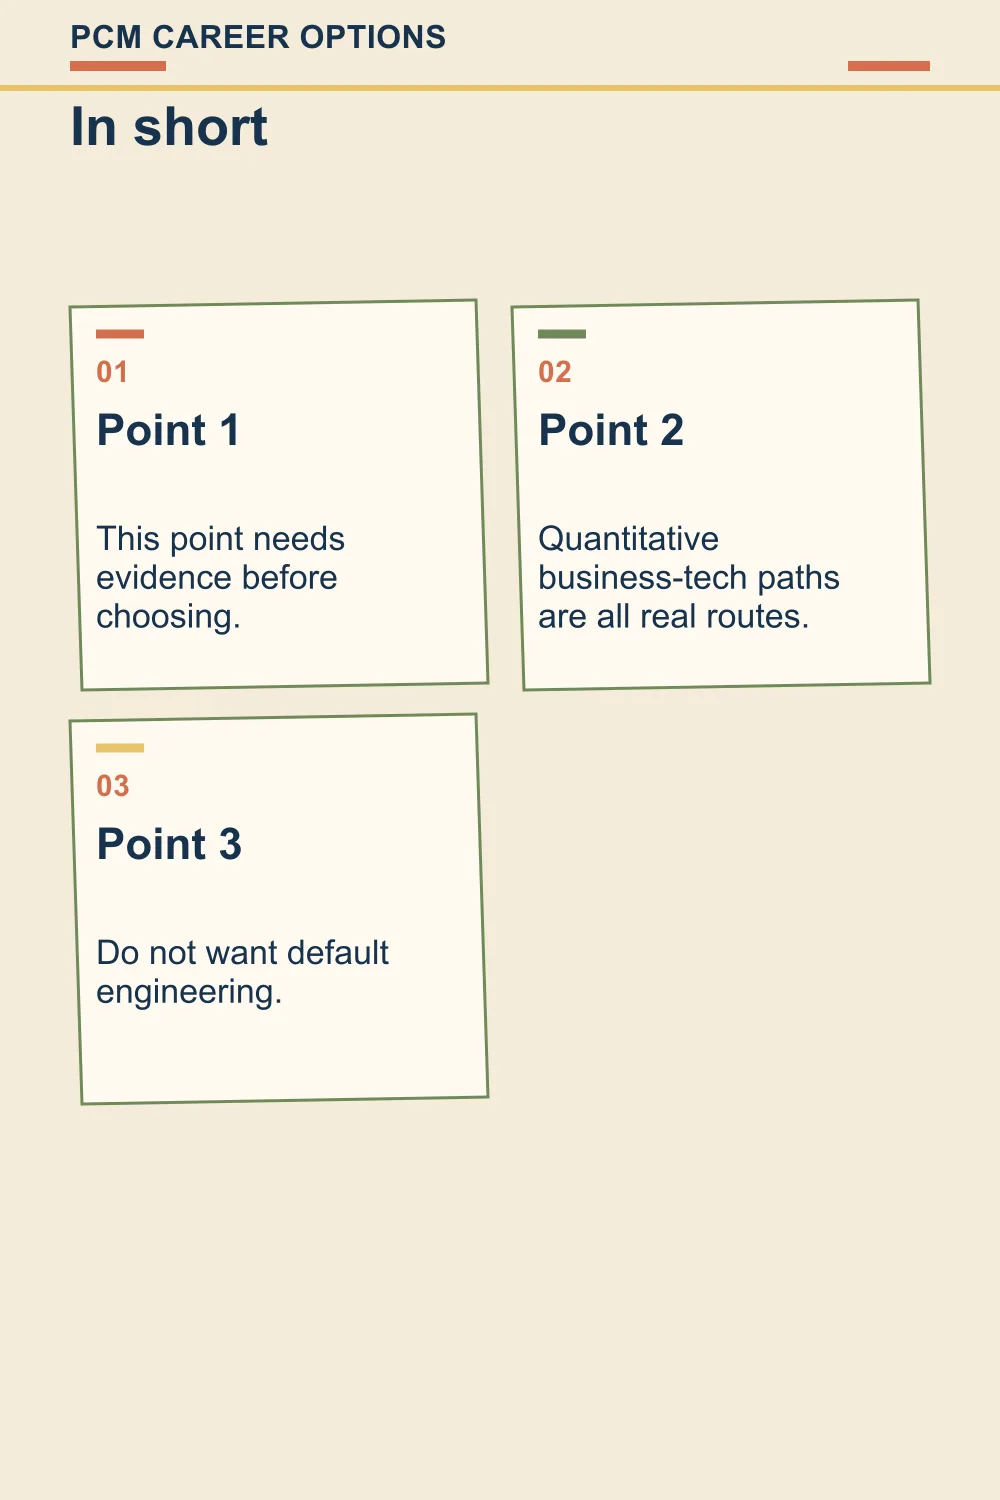 PCM CAREER OPTIONS
In short
01
Point 1
This point needs
evidence before
choosing.
02
Point 2
Quantitative
business-tech paths
are all real routes.
03
Point 3
Do not want default
engineering.